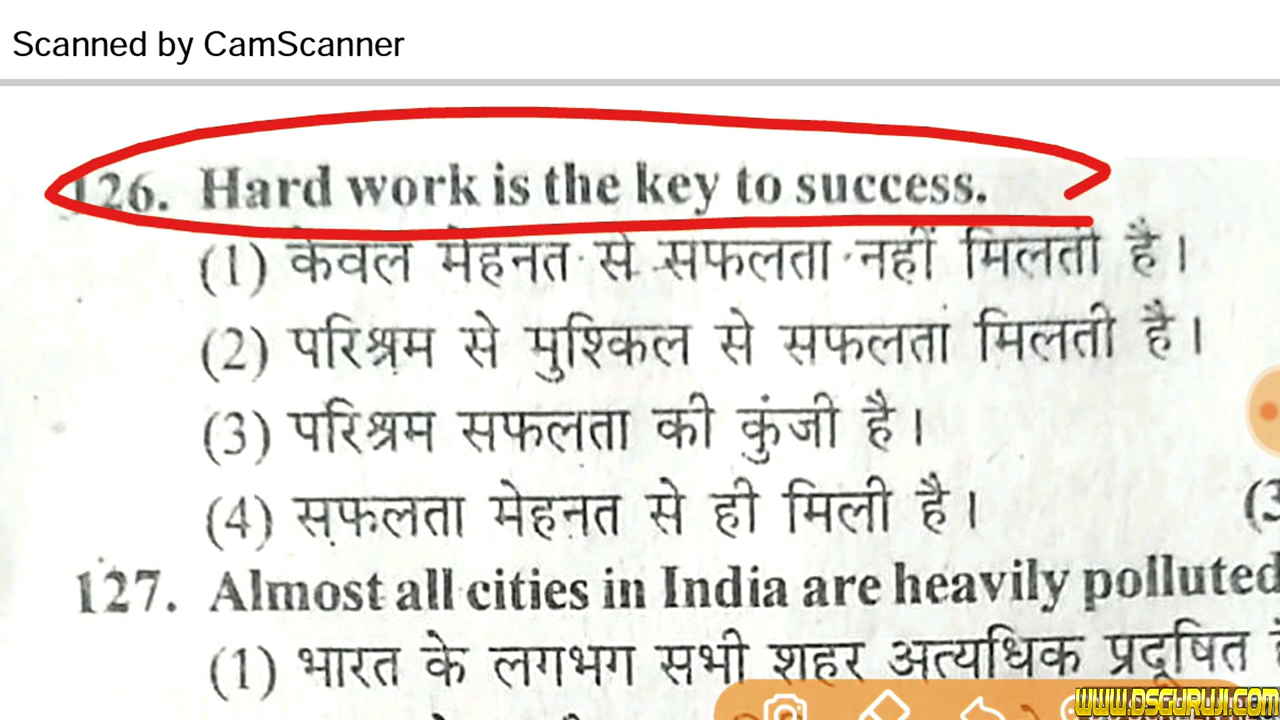 Scanned by CamScanner
126. Hard work is the key to success.
(1) केवल मेहनत से सफलता नहीं मिलती है।
(2) परिश्रम से मुश्किल से सफलता मिलती है।
(3) परिश्रम सफलता की कुंजी है।
(4) सफलता मेहनत से ही मिली है। (3
127. Almost all cities in India are heavily polluted
(1) भारत के लगभग सभी शहर अत्यधिक प्रदूषित
WWW.DSGURUJI.COM